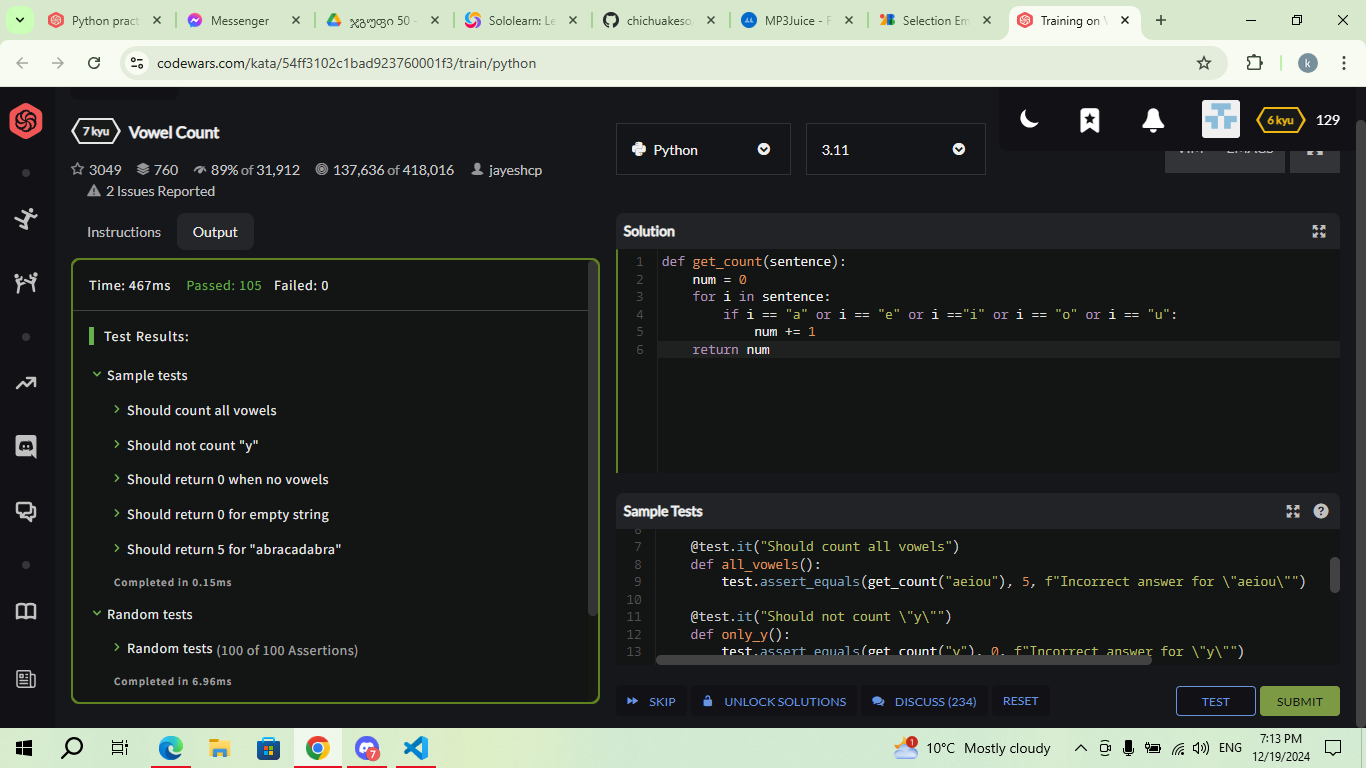 Python pract
Messenger
ჯგუფი 50 -
Sololearn: Le
chichuakeso
MP3Juice - F
Selection Em
Training on
codewars.com/kata/54ff3102c1bad923760001f3/train/python
k
7 kyu Vowel Count
3049 760 89% of 31,912 137,636 of 418,016 jayeshcp
2 Issues Reported
Python
3.11
6 kyu 129
VIM EMACS
Instructions Output
Time: 467ms Passed: 105 Failed: 0
Test Results:
Sample tests
Should count all vowels
Should not count "y"
Should return 0 when no vowels
Should return 0 for empty string
Should return 5 for "abracadabra"
Completed in 0.15ms
Random tests
Random tests (100 of 100 Assertions)
Completed in 6.96ms
Solution
1 def get_count(sentence):
2 num = 0
3 for i in sentence:
4 if i == "a" or i == "e" or i =="i" or i == "o" or i == "u":
5 num += 1
6 return num
Sample Tests
6
7 @test.it("Should count all vowels")
8 def all_vowels():
9 test.assert_equals(get_count("aeiou"), 5, f"Incorrect answer for \"aeiou\"")
10
11 @test.it("Should not count \"y\"")
12 def only_y():
13 test.assert_equals(get_count("y"), 0, f"Incorrect answer for \"y\"")
SKIP UNLOCK SOLUTIONS DISCUSS (234) RESET TEST SUBMIT
7
1
10°C Mostly cloudy
ENG
7:13 PM
12/19/2024